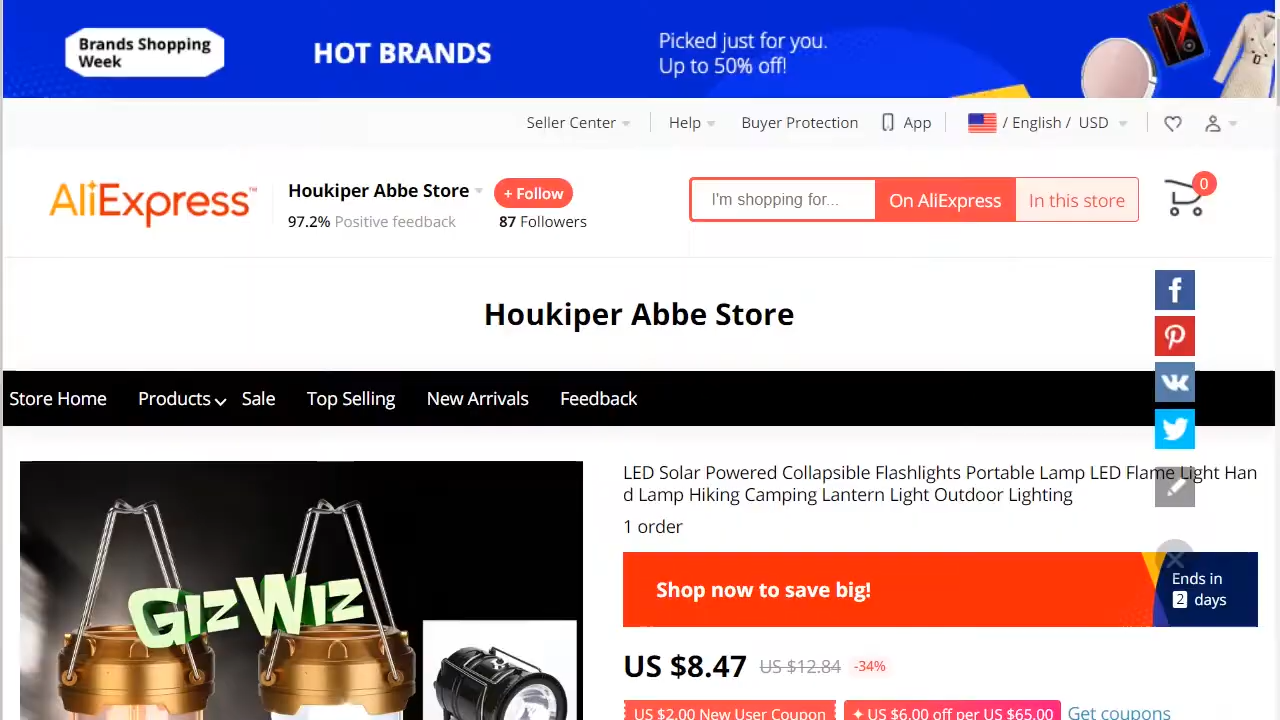 Brands Shopping
Week
HOT BRANDS
Picked just for you.
Up to 50% off!
Seller Center
Help
Buyer Protection
App
/ English / USD
AliExpress™
Houkiper Abbe Store
+ Follow
97.2% Positive feedback
87 Followers
I'm shopping for...
On AliExpress
In this store
0
Houkiper Abbe Store
Store Home
Products
Sale
Top Selling
New Arrivals
Feedback
GizWiz
LED Solar Powered Collapsible Flashlights Portable Lamp LED Flame Light Han
d Lamp Hiking Camping Lantern Light Outdoor Lighting
1 order
Shop now to save big!
Ends in
2 days
US $8.47 US $12.84 -34%
US $2.00 New User Coupon
US $6.00 off per US $65.00
Get coupons